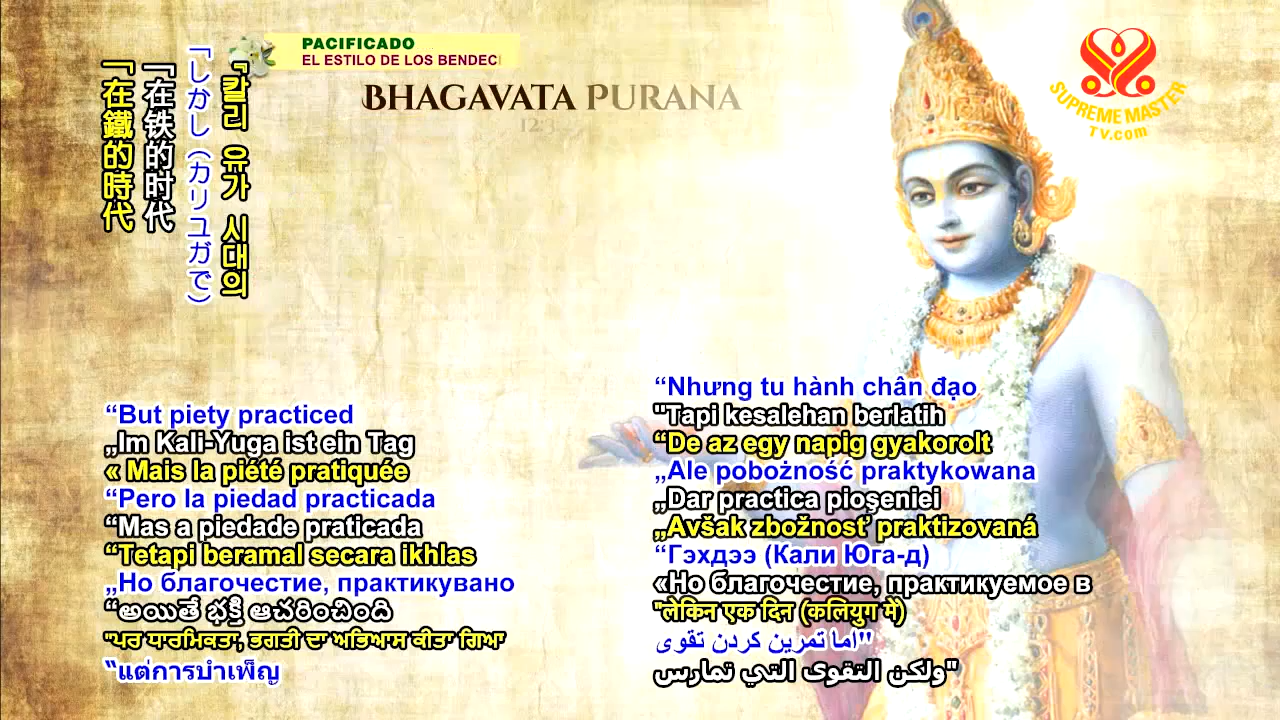 PACIFICADO
EL ESTILO DE LOS BENDEC
BHAGAVATA PURANA
12
SUPREME MASTER
TV.com
「在鐵的時代
「在铁的时代
「しかし（カリユガで）
『칼리 유가 시대의
“But piety practiced
„Im Kali-Yuga ist ein Tag
« Mais la piété pratiquée
“Pero la piedad practicada
“Mas a piedade praticada
“Tetapi beramal secara ikhlas
„Но благочестие, практикувано
“అయితే భక్తి ఆచరించింది
"ਪਰ ਧਾਰਮਿਕਤਾ, ਭਗਤੀ ਦਾ ਅਭਿਆਸ ਕੀਤਾ ਗਿਆ
“แต่การบำเพ็ญ
“Nhưng tu hành chân đạo
"Tapi kesalehan berlatih
“De az egy napig gyakorolt
„Ale pobożność praktykowana
„Dar practica pioşeniei
„Avšak zbožnosť praktizovaná
“Гэхдээ (Кали Юга-д)
«Но благочестие, практикуемое в
"लेकिन एक दिन (कलियुग में)
"اما تمرین کردن تقوی
"ولكن التقوى التي تمارس